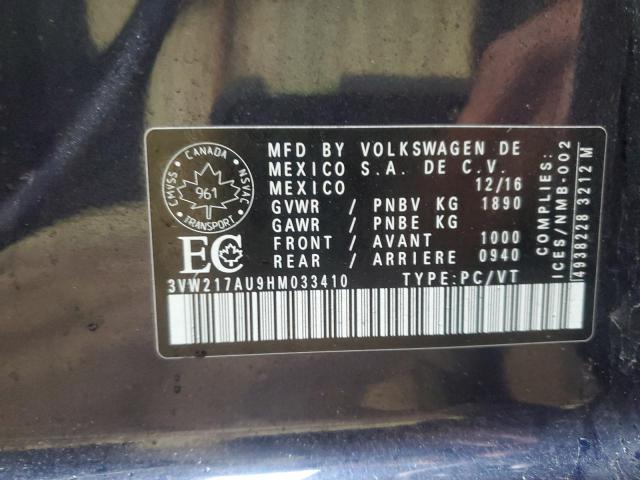 MFD BY VOLKSWAGEN DE
MEXICO S.A. DE C.V.
MEXICO 12/16
GVWR / PNBV KG 1890
GAWR / PNBE KG
FRONT / AVANT 1000
REAR / ARRIERE 0940
3VW217AU9HM033410 TYPE:PC/VT
CANADA
CMVSS
NSVAC
961
TRANSPORT
EC
COMPLIES:
ICES/NMB-002
4938228 3212 M